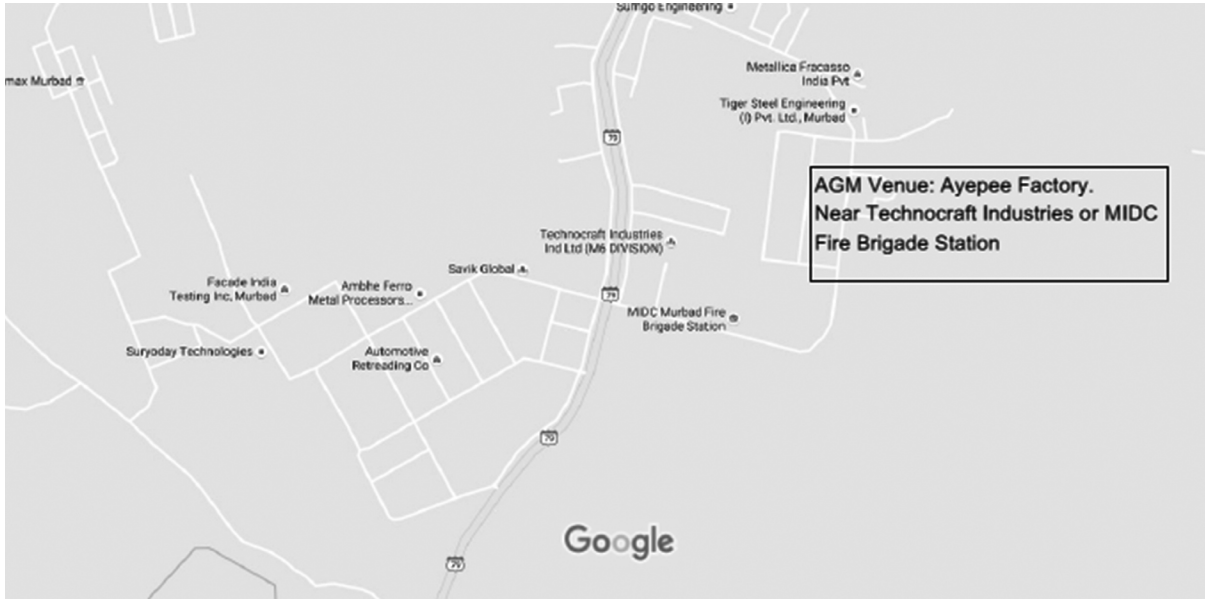 Sumgo Engineering
max Murbad
Metallica Fracasso
India Pvt
Tiger Steel Engineering
(I) Pvt. Ltd., Murbad
79
AGM Venue: Ayepee Factory.
Near Technocraft Industries or MIDC
Fire Brigade Station
Technocraft Industries
Ind Ltd (M6 DIVISION)
Savik Global
Facade India
Testing Inc, Murbad
Ambhe Ferro
Metal Processors...
79
MIDC Murbad Fire
Brigade Station
Suryoday Technologies
Automotive
Retreading Co
79
Google
79